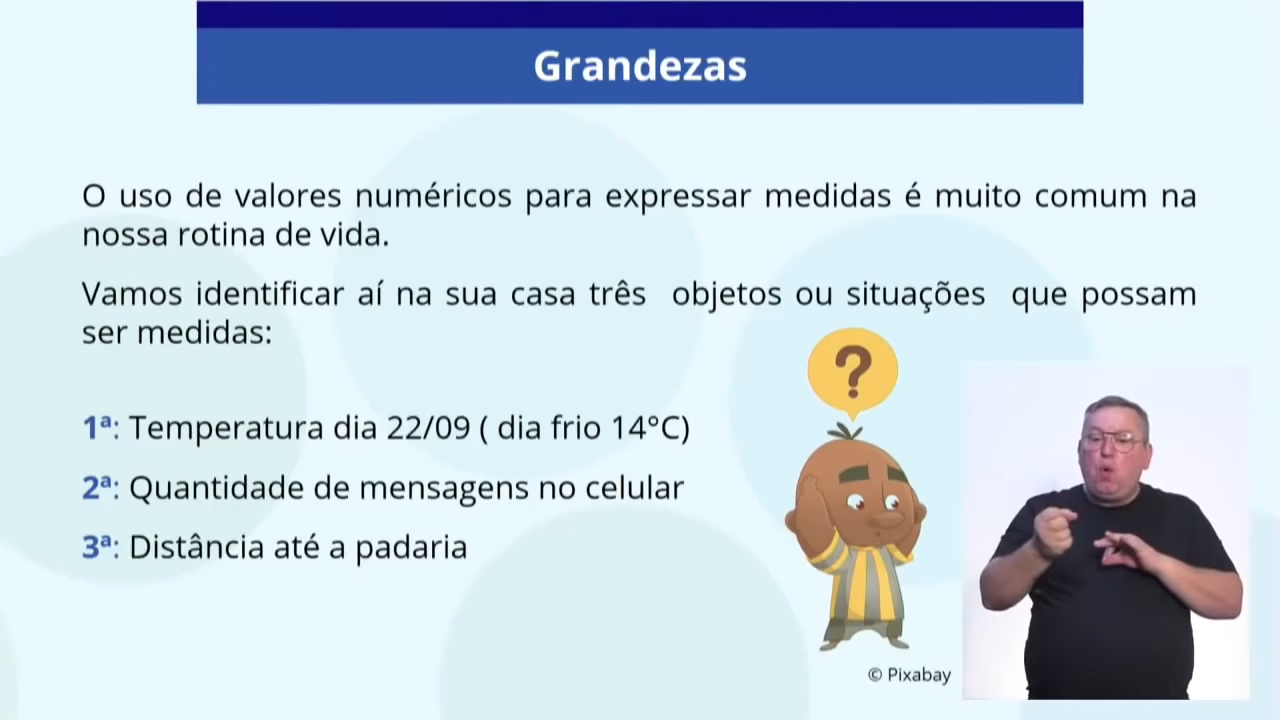 Grandezas
O uso de valores numéricos para expressar medidas é muito comum na
nossa rotina de vida.
Vamos identificar aí na sua casa três objetos ou situações que possam
ser medidas:
?
1ª: Temperatura dia 22/09 ( dia frio 14°C)
2ª: Quantidade de mensagens no celular
3ª: Distância até a padaria
© Pixabay